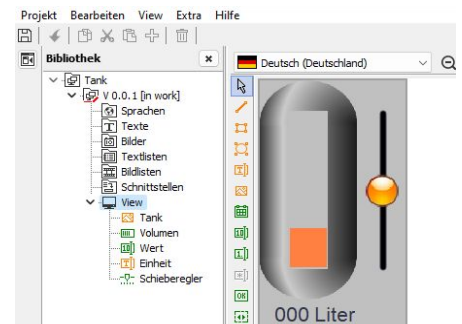 Projekt Bearbeiten View Extra Hilfe
Bibliothek
Deutsch (Deutschland)
Tank
V 0.0.1 [in work]
Sprachen
Texte
Bilder
Textlisten
Bildlisten
Schnittstellen
View
Tank
Volumen
Wert
Einheit
Schieberegler
OK
000 Liter